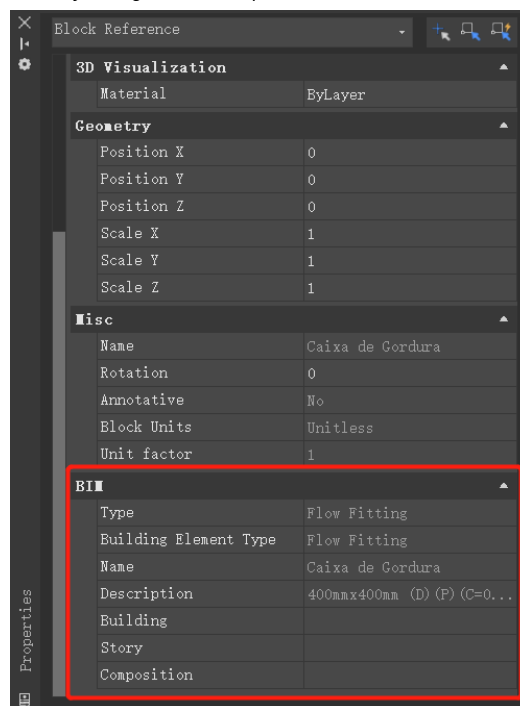 Block Reference
3D Visualization
Material ByLayer
Geometry
Position X 0
Position Y 0
Position Z 0
Scale X 1
Scale Y 1
Scale Z 1
Misc
Name Caixa de Gordura
Rotation 0
Annotative No
Block Units Unitless
Unit factor 1
BIM
Type Flow Fitting
Building Element Type Flow Fitting
Name Caixa de Gordura
Description 400mmx400mm (D)(P)(C=0...
Building
Story
Composition
Properties